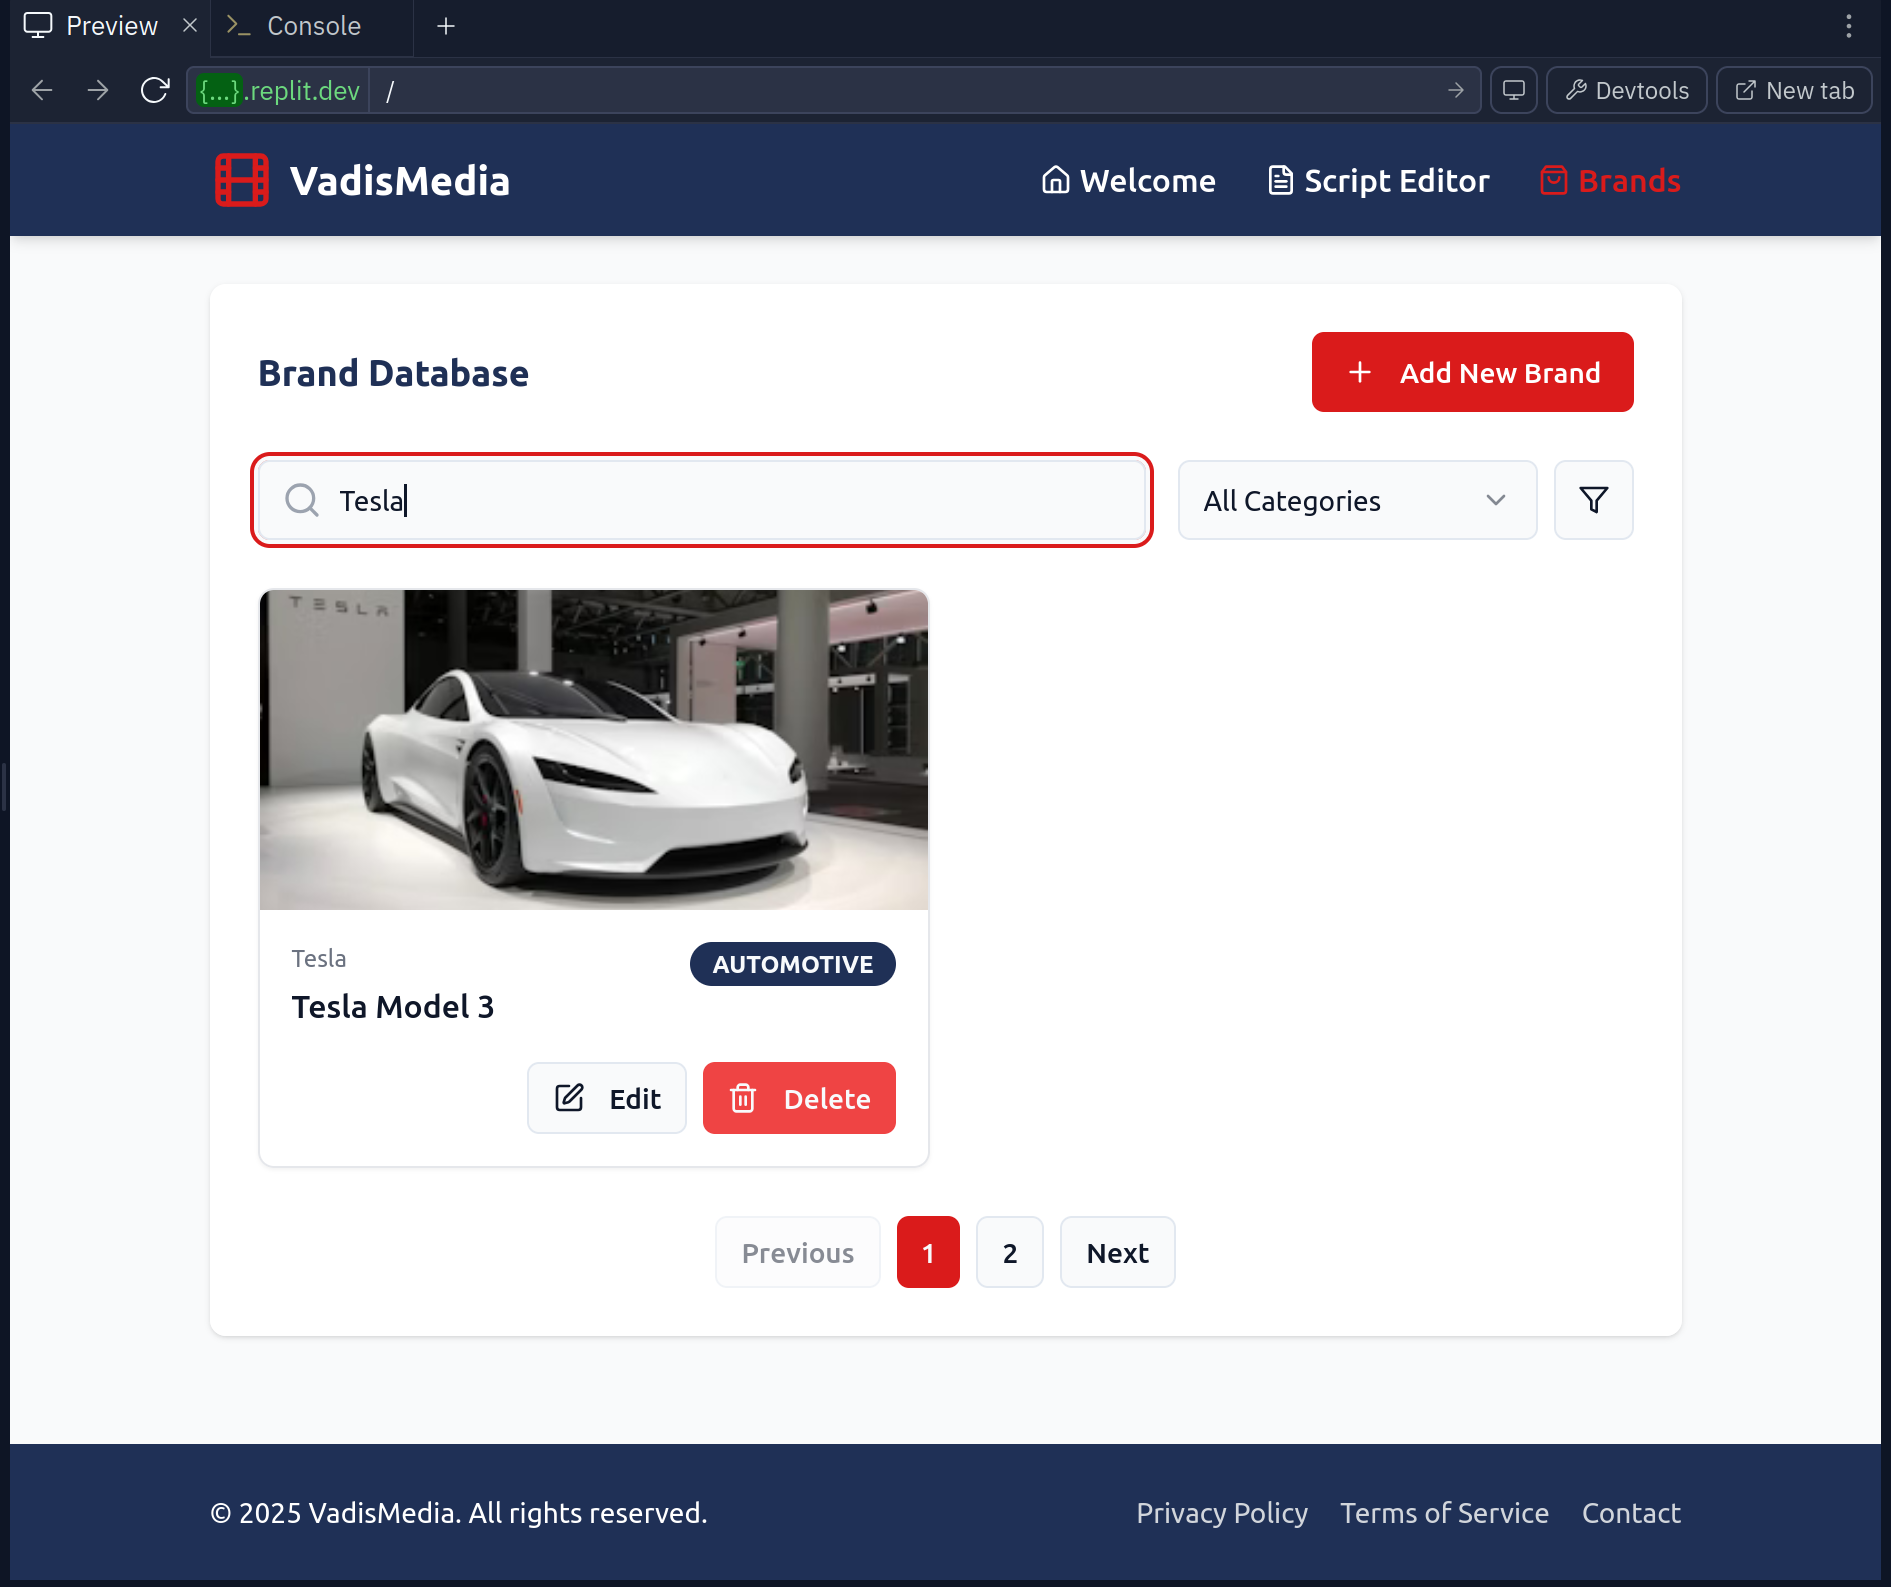 Preview
Console
{...}.replit.dev /
Devtools
New tab
VadisMedia
Welcome
Script Editor
Brands
Brand Database
Add New Brand
Tesla
All Categories
TESLA
Tesla
AUTOMOTIVE
Tesla Model 3
Edit
Delete
Previous
1
2
Next
© 2025 VadisMedia. All rights reserved.
Privacy Policy
Terms of Service
Contact